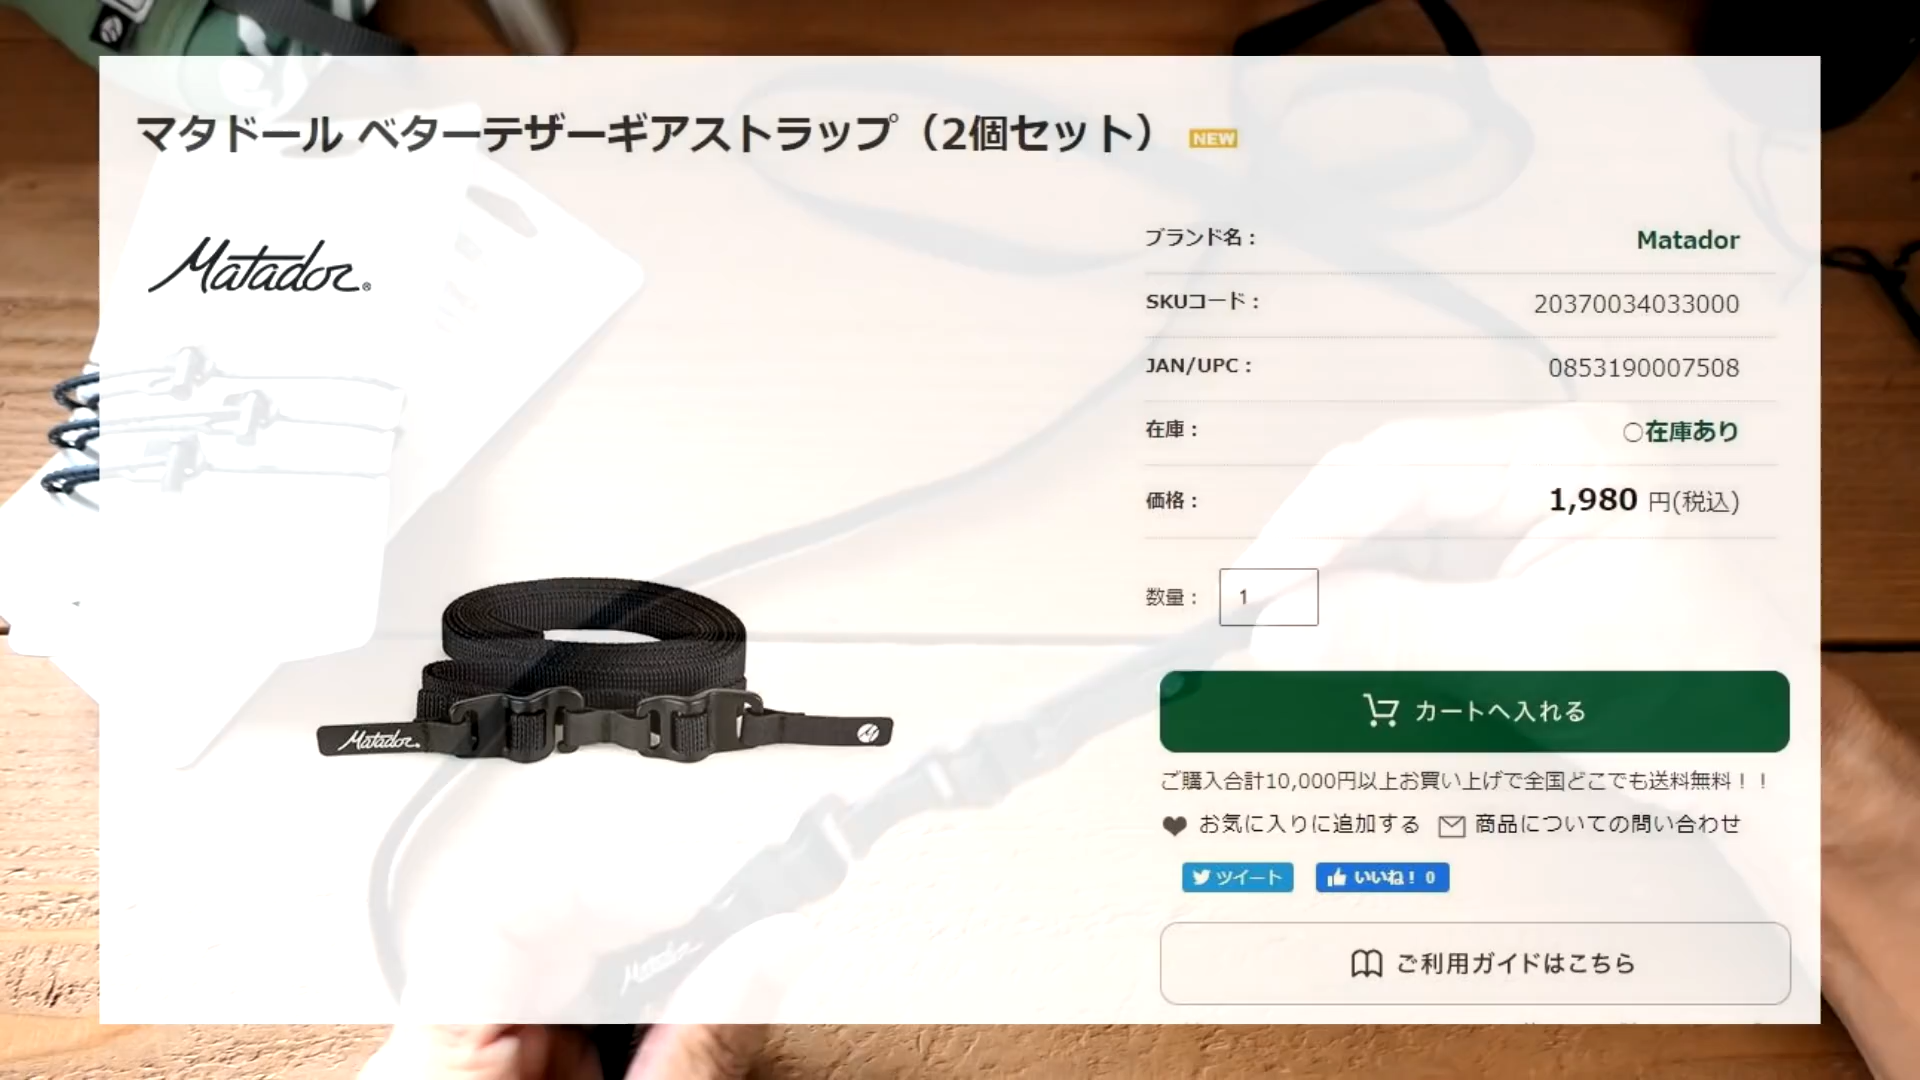 マタドール ベターテザーギアストラップ（2個セット） NEW
Matador®
ブランド名： Matador
SKUコード： 20370034033000
JAN/UPC： 0853190007508
在庫： 〇在庫あり
価格： 1,980 円(税込)
数量： 1
Matador®
カートへ入れる
ご購入合計10,000円以上お買い上げで全国どこでも送料無料！！
お気に入りに追加する 商品についての問い合わせ
ツイート いいね！ 0
Matador
ご利用ガイドはこちら